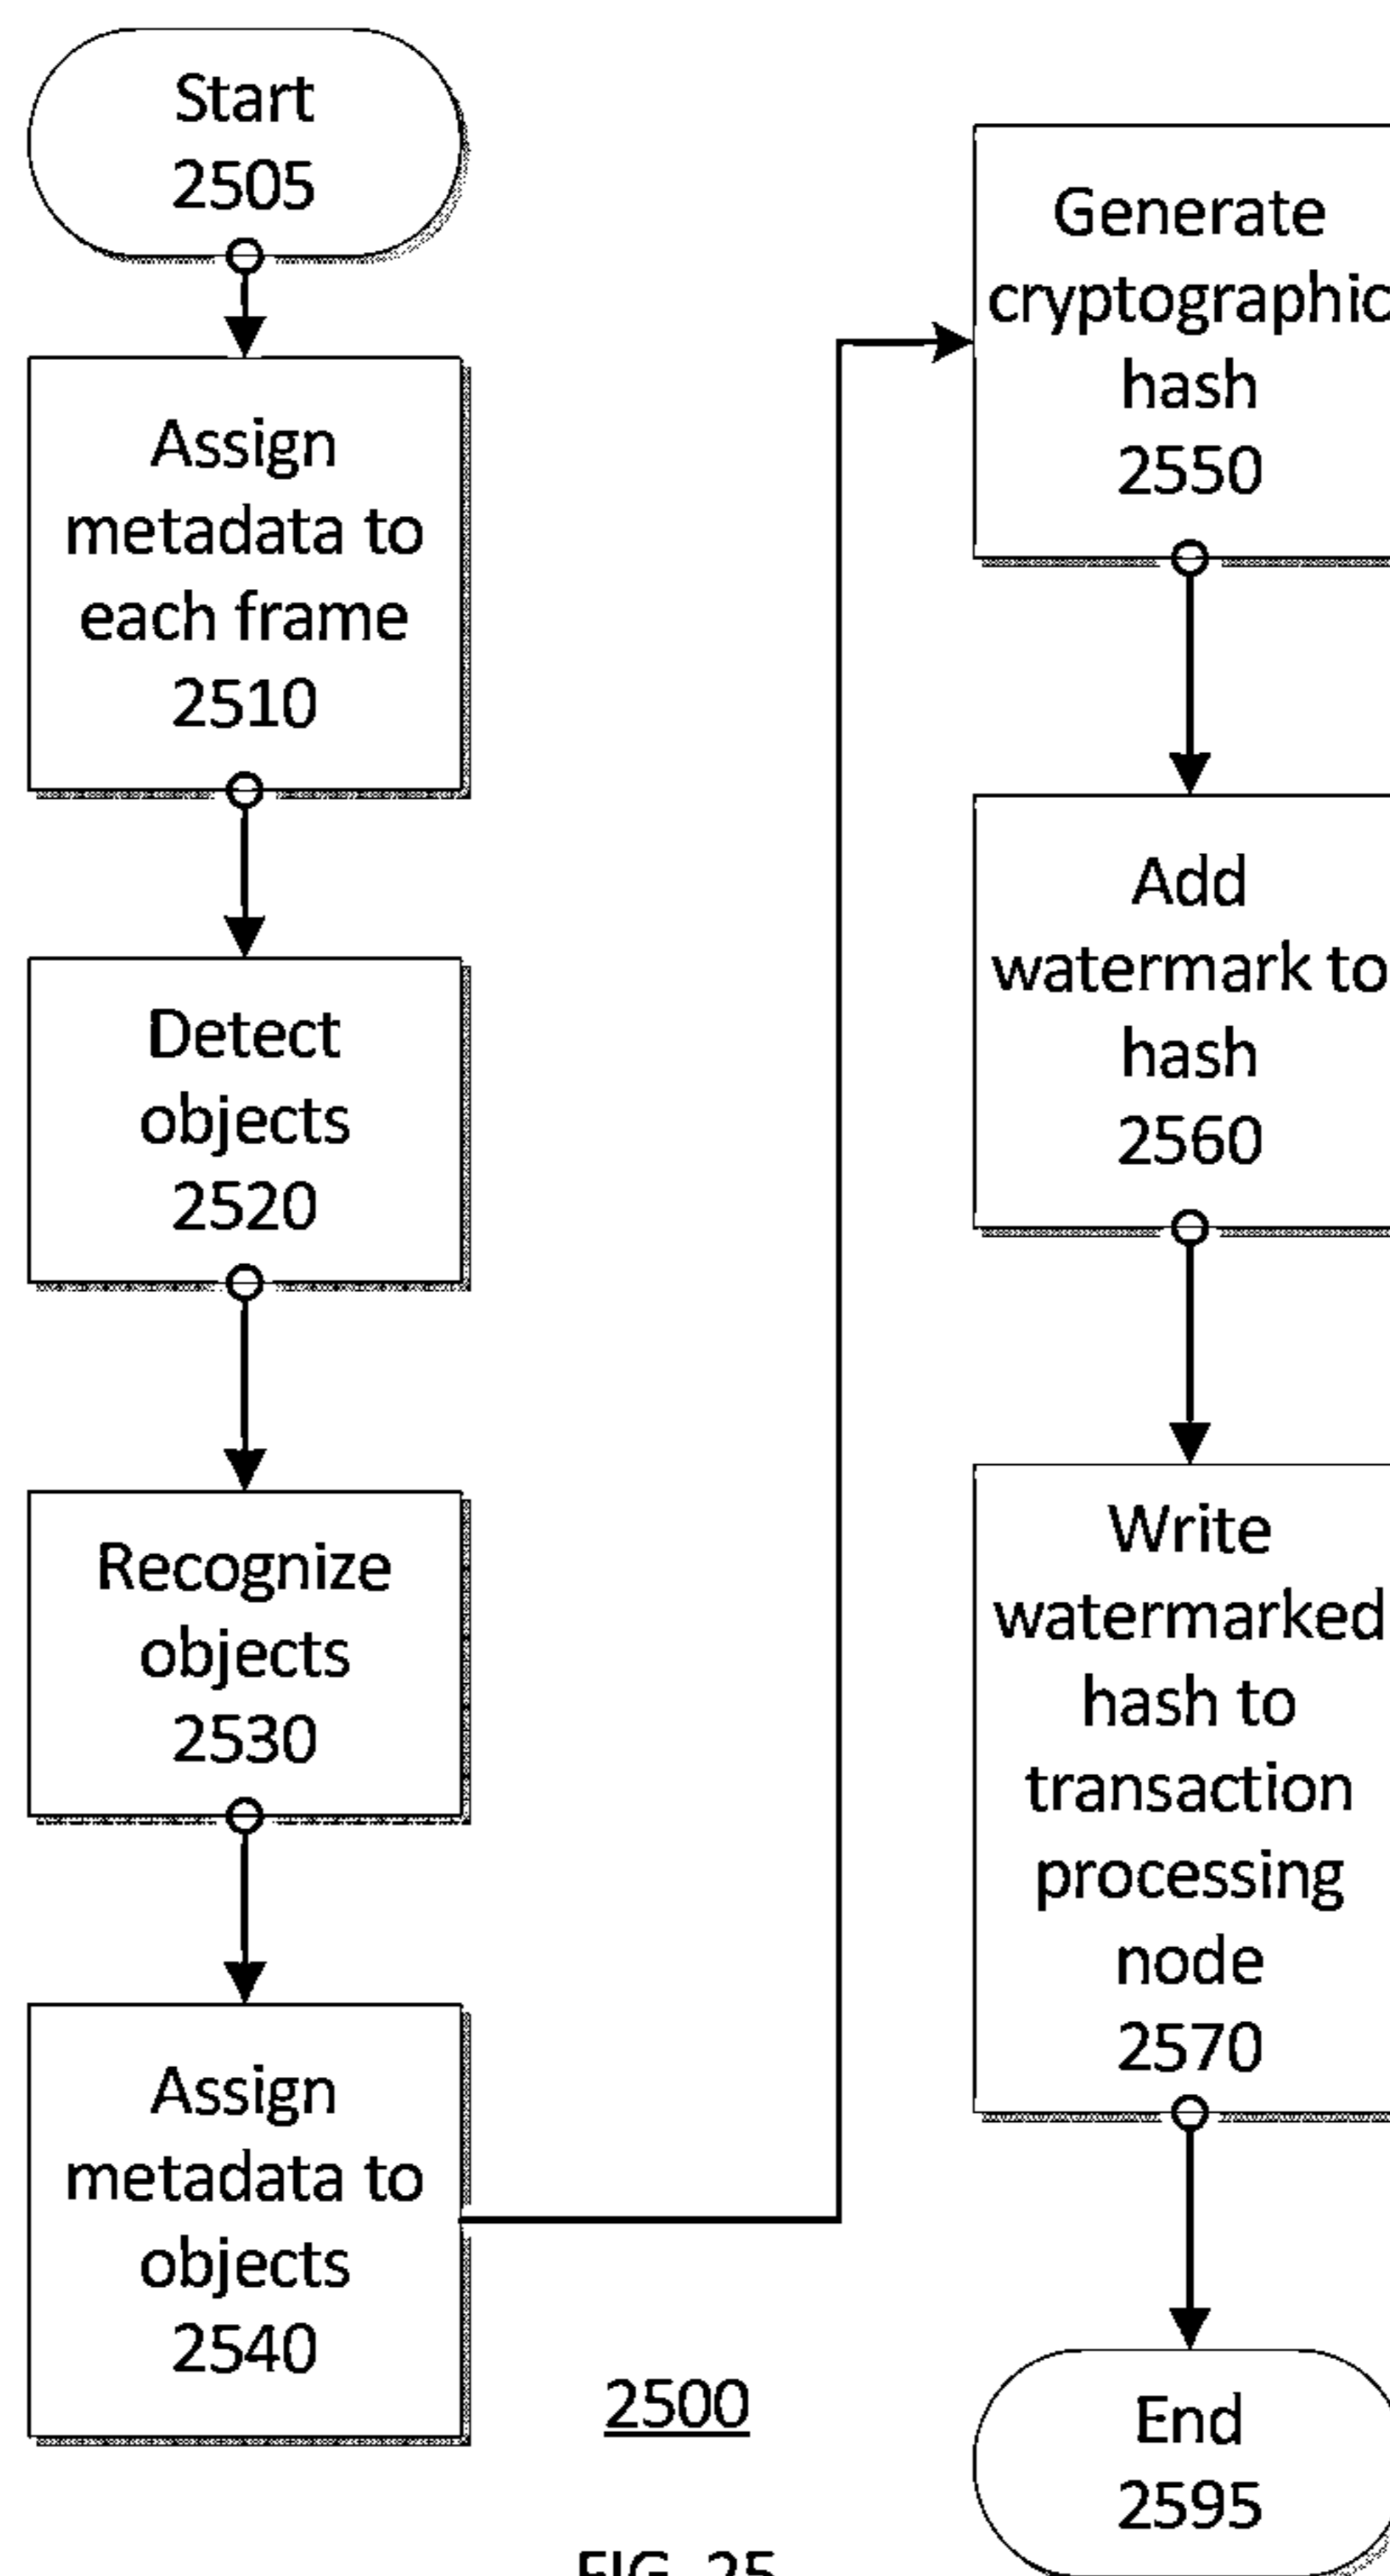 Start
2505
Assign
metadata to
each frame
2510
Detect
objects
2520
Recognize
objects
2530
Assign
metadata to
objects
2540
Generate
cryptographic
hash
2550
Add
watermark to
hash
2560
Write
watermarked
hash to
transaction
processing
node
2570
End
2595
2500
FIG. 25